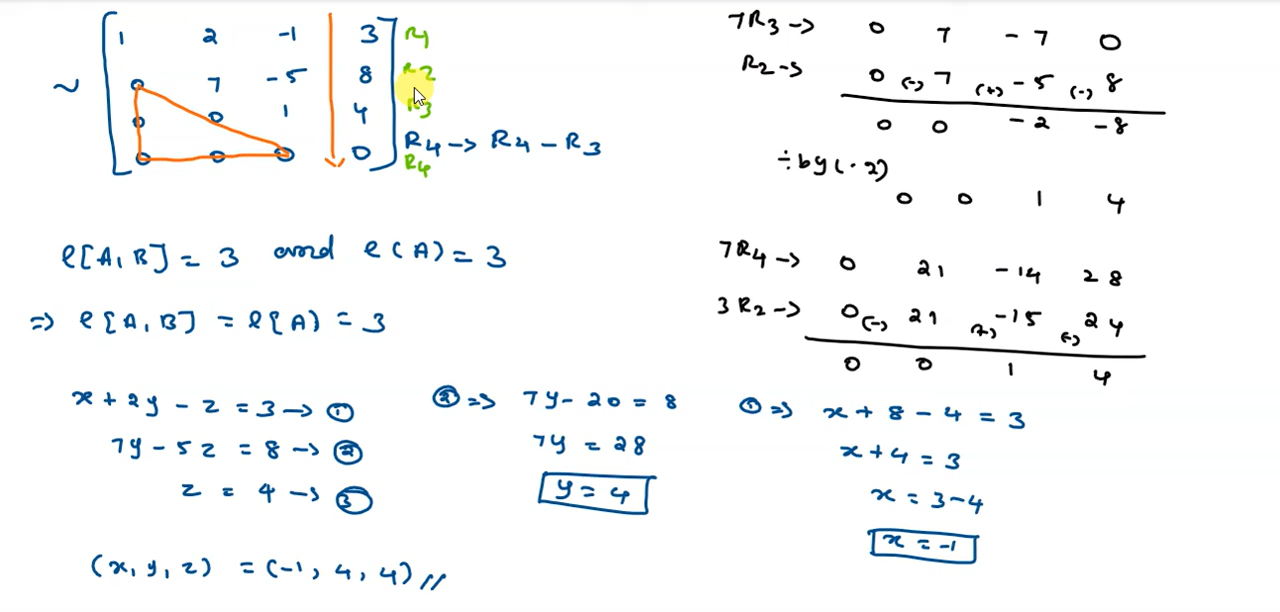 1 2 -1 3 R1
~ 0 7 -5 8 R2
0 0 1 4 R3
0 0 0 0 R4 -> R4 - R3
R4
ρ[A,B] = 3 and ρ(A) = 3
=> ρ[A,B] = ρ[A) = 3
x + 2y - z = 3 -> ①
7y - 5z = 8 -> ②
z = 4 -> ③
(x, y, z) = (-1, 4, 4) //
② => 7y - 20 = 8
7y = 28
y = 4
7R3 -> 0 7 -7 0
R2 -> 0 (-) 7 (+) -5 (-) 8
0 0 -2 -8
÷ by (-2)
0 0 1 4
7R4 -> 0 21 -14 28
3R2 -> 0 (-) 21 (+) -15 (-) 24
0 0 1 4
① => x + 8 - 4 = 3
x + 4 = 3
x = 3 - 4
x = -1